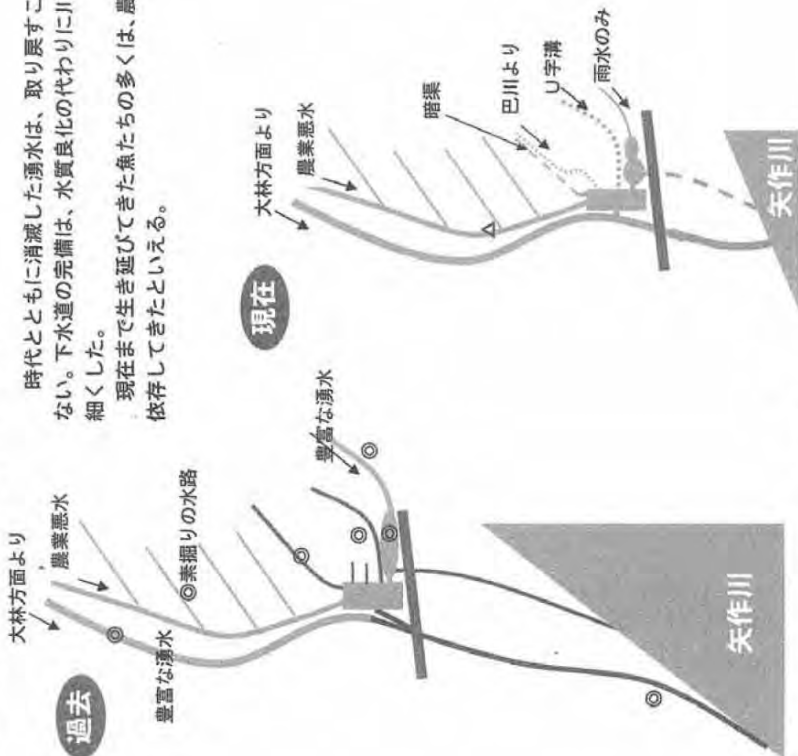 時代とともに消滅した湧水は、取り戻すこ
ない。下水道の完備は、水質良化の代わりに川
細くした。
現在まで生き延びてきた魚たちの多くは、農
依存してきたといえる。
過去
大林方面より
農業悪水
豊富な湧水
◎素掘りの水路
豊富な湧水
矢作川
現在
大林方面より
農業悪水
暗渠
巴川より
U字溝
雨水のみ
矢作川